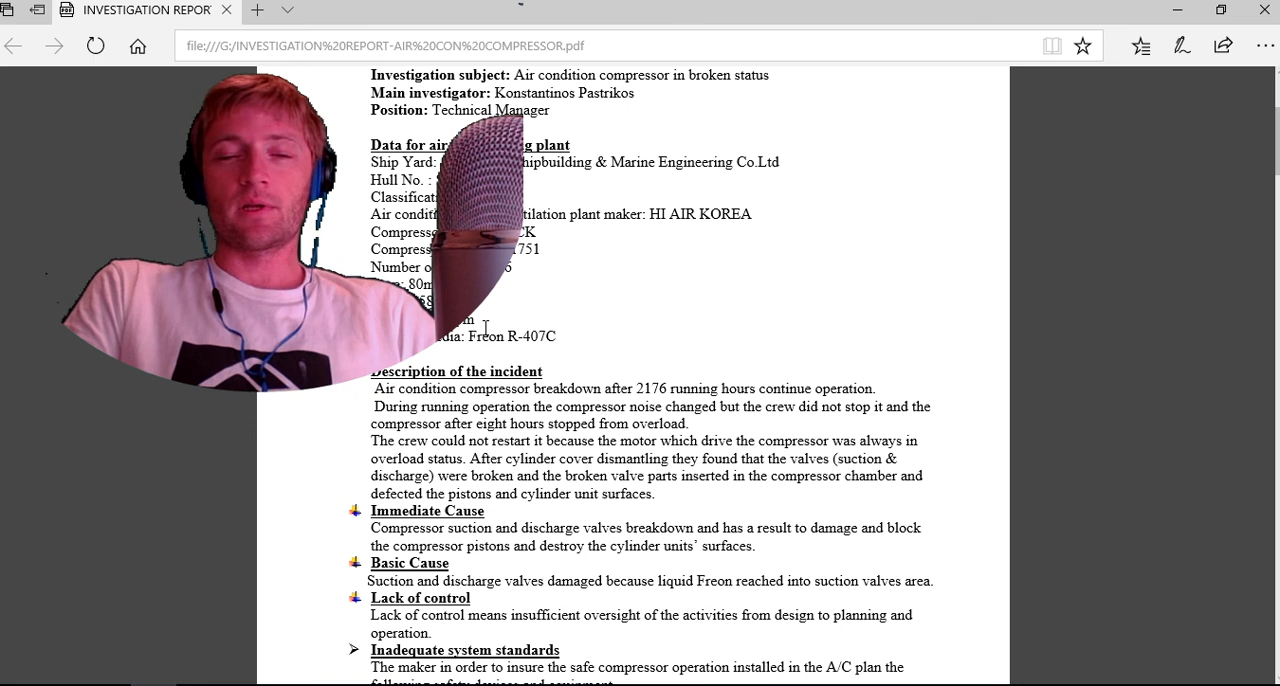 INVESTIGATION REPORT
file:///G:/INVESTIGATION%20REPORT-AIR%20CON%20COMPRESSOR.pdf
Investigation subject: Air condition compressor in broken status
Main investigator: Konstantinos Pastrikos
Position: Technical Manager
Data for air plant
Ship Yard: hipbuilding & Marine Engineering Co.Ltd
Hull No. :
Air tilation plant maker: HI AIR KOREA
CK
1751
Number 6
80m
58
m
dia: Freon R-407C
Description of the incident
Air condition compressor breakdown after 2176 running hours continue operation.
During running operation the compressor noise changed but the crew did not stop it and the
compressor after eight hours stopped from overload.
The crew could not restart it because the motor which drive the compressor was always in
overload status. After cylinder cover dismantling they found that the valves (suction &
discharge) were broken and the broken valve parts inserted in the compressor chamber and
defected the pistons and cylinder unit surfaces.
Immediate Cause
Compressor suction and discharge valves breakdown and has a result to damage and block
the compressor pistons and destroy the cylinder units’ surfaces.
Basic Cause
Suction and discharge valves damaged because liquid Freon reached into suction valves area.
Lack of control
Lack of control means insufficient oversight of the activities from design to planning and
operation.
Inadequate system standards
The maker in order to insure the safe compressor operation installed in the A/C plan the
following safety devices and equipment